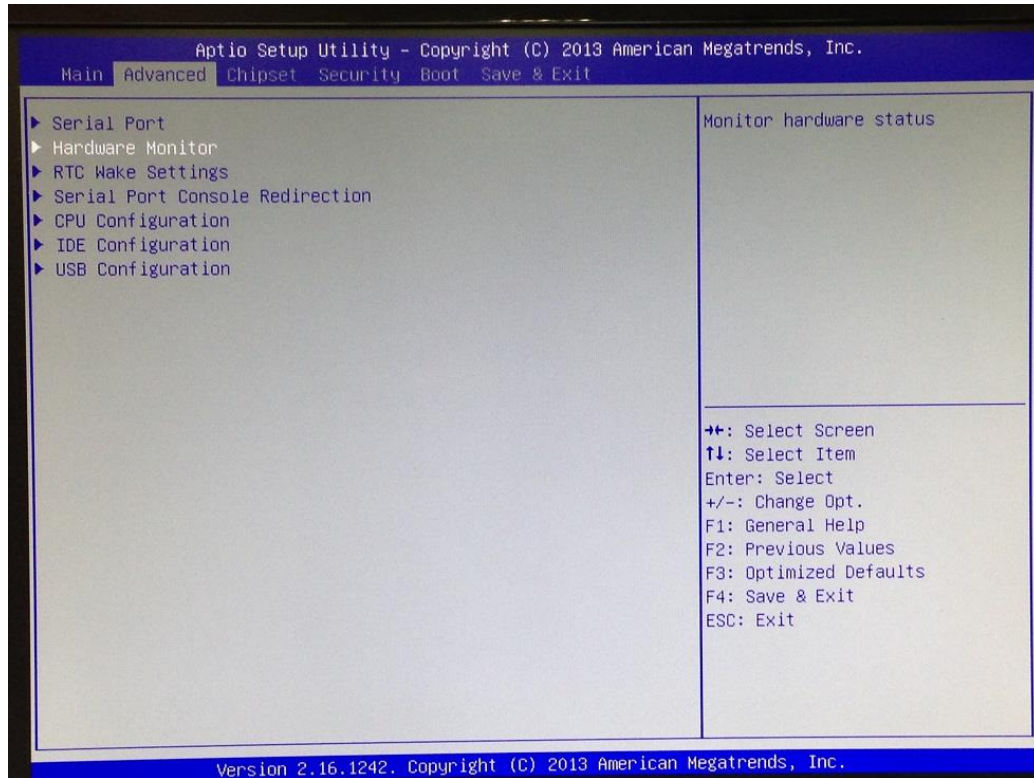 Aptio Setup Utility – Copyright (C) 2013 American Megatrends, Inc.
Main Advanced Chipset Security Boot Save & Exit
▶ Serial Port
▶ Hardware Monitor
▶ RTC Wake Settings
▶ Serial Port Console Redirection
▶ CPU Configuration
▶ IDE Configuration
▶ USB Configuration
Monitor hardware status
→←: Select Screen
↑↓: Select Item
Enter: Select
+/-: Change Opt.
F1: General Help
F2: Previous Values
F3: Optimized Defaults
F4: Save & Exit
ESC: Exit
Version 2.16.1242. Copyright (C) 2013 American Megatrends, Inc.